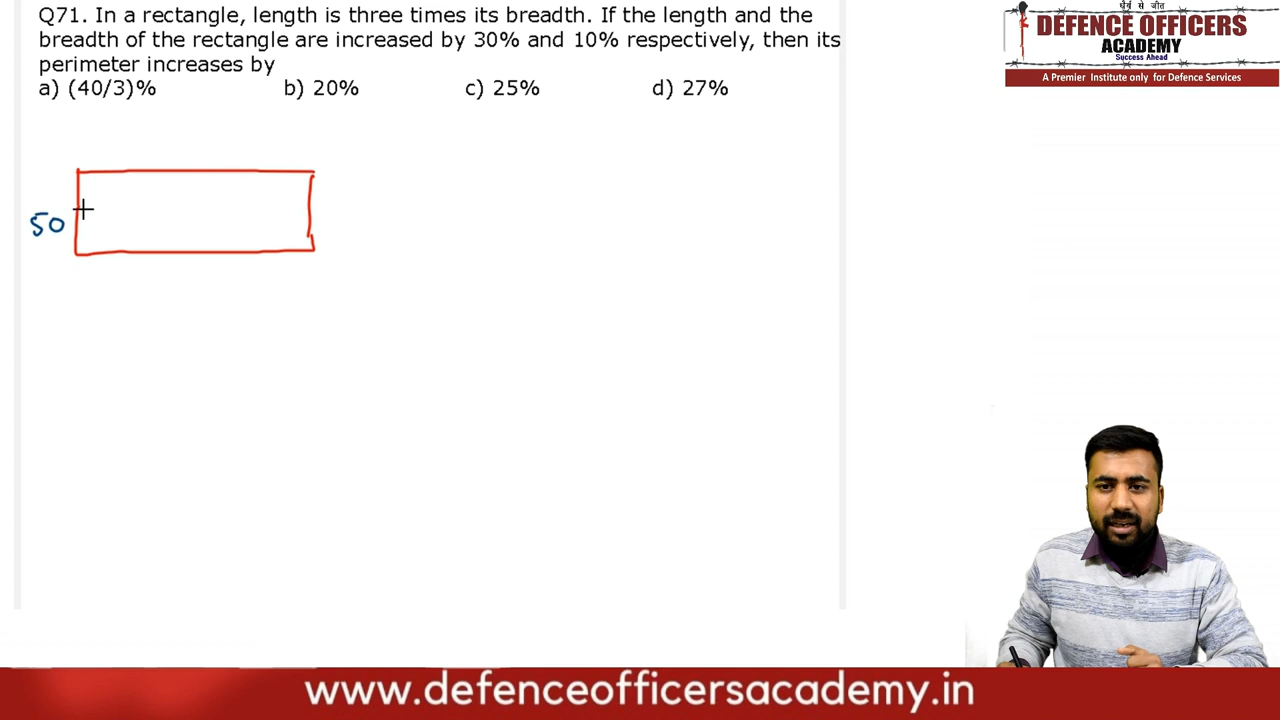 Q71. In a rectangle, length is three times its breadth. If the length and the
breadth of the rectangle are increased by 30% and 10% respectively, then its
perimeter increases by
a) (40/3)% b) 20% c) 25% d) 27%
50
धैर्य से जीत
DEFENCE OFFICERS
ACADEMY
Success Ahead
A Premier Institute only for Defence Services
www.defenceofficersacademy.in